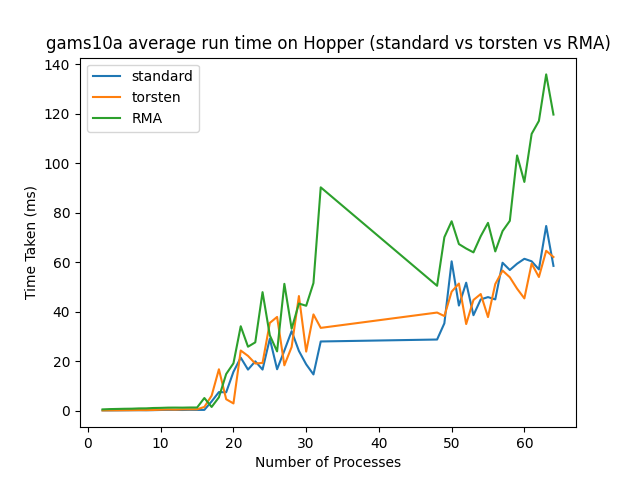 gams10a average run time on Hopper (standard vs torsten vs RMA)
standard
torsten
RMA
Time Taken (ms)
140
120
100
80
60
40
20
0
0 10 20 30 40 50 60
Number of Processes